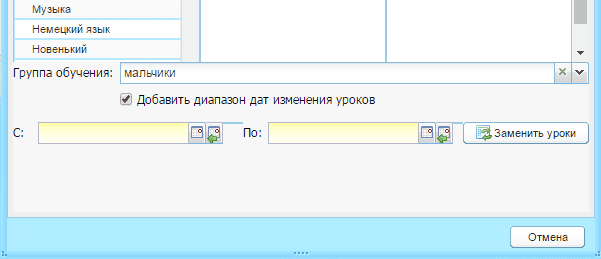 Музыка
Немецкий язык
Новенький
Группа обучения: мальчики
Добавить диапазон дат изменения уроков
С: По: Заменить уроки
Отмена